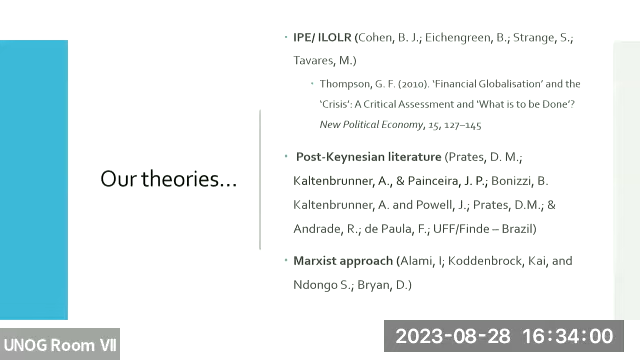 Our theories...
• IPE/ ILOLR (Cohen, B. J.; Eichengreen, B.; Strange, S.;
Tavares, M.)
• Thompson, G. F. (2010). ‘Financial Globalisation’ and the
‘Crisis’: A Critical Assessment and ‘What is to be Done’?
New Political Economy, 15, 127–145
• Post-Keynesian literature (Prates, D. M.;
Kaltenbrunner, A., & Painceira, J. P.; Bonizzi, B.
Kaltenbrunner, A. and Powell, J.; Prates, D.M.; &
Andrade, R.; de Paula, F.; UFF/Finde – Brazil)
• Marxist approach (Alami, I; Koddenbrock, Kai, and
Ndongo S.; Bryan, D.)
UNOG Room VII
2023-08-28 16:34:00